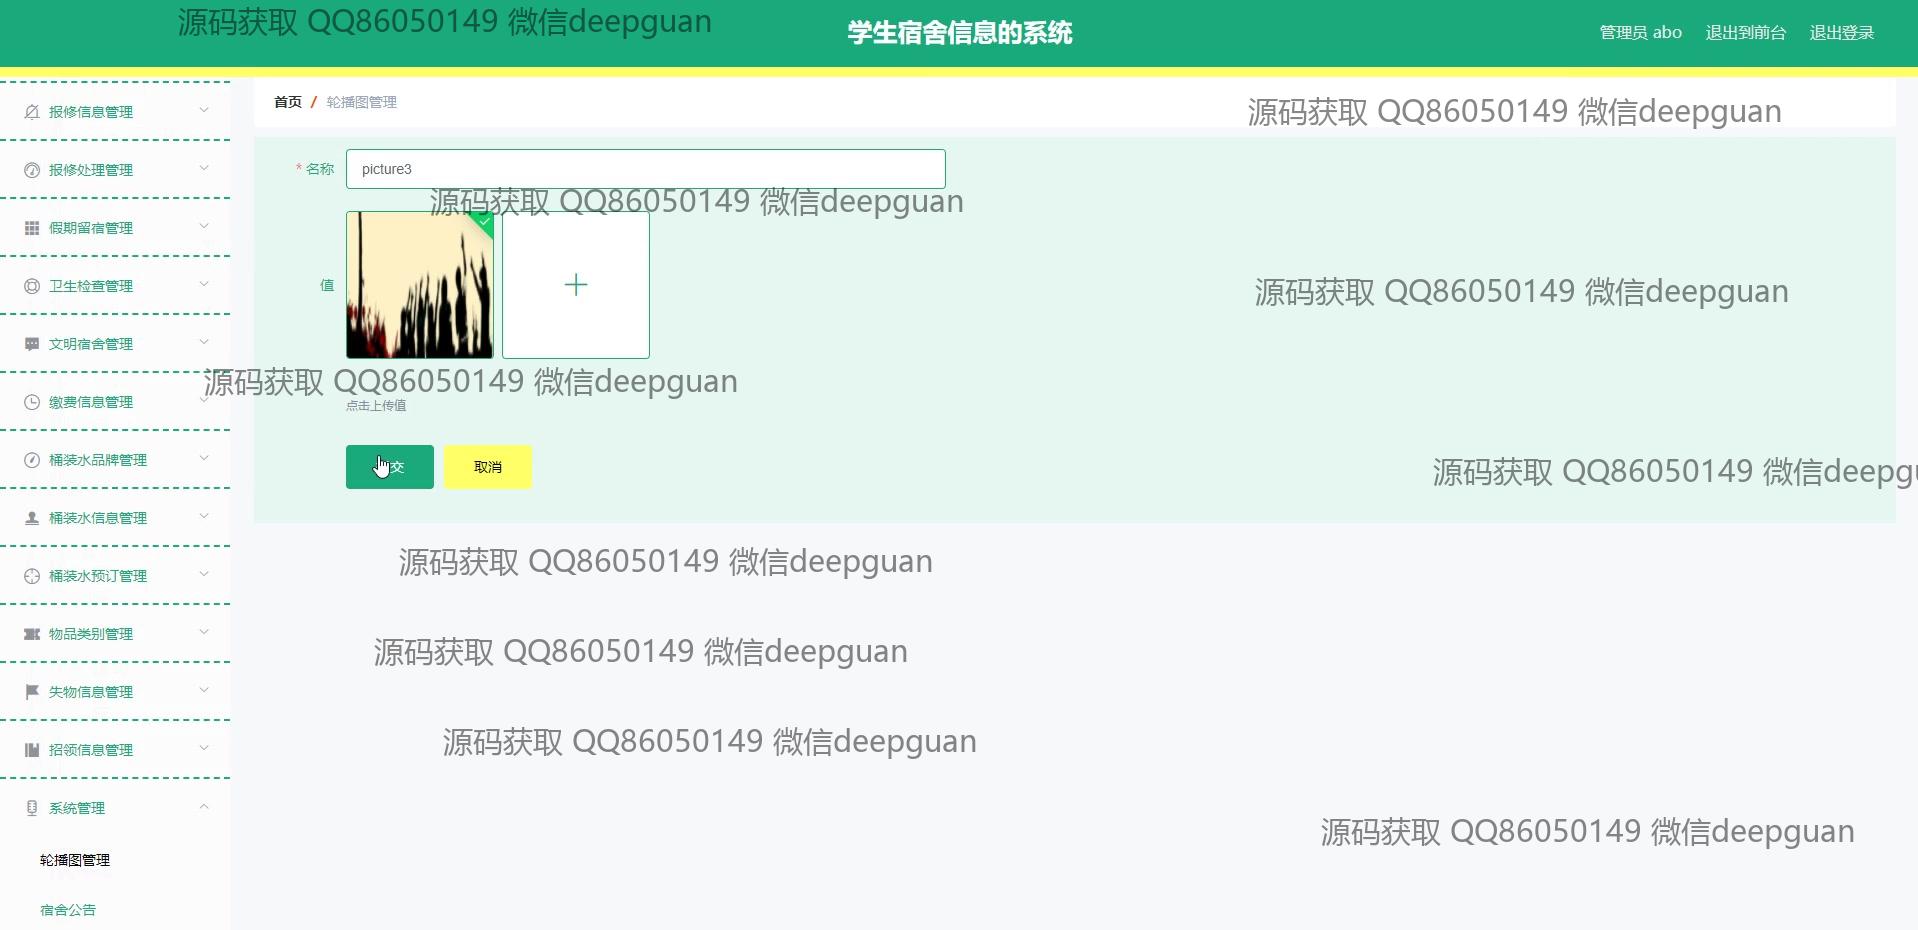 源码获取 QQ86050149 微信deepguan
学生宿舍信息的系统
管理员 abo
退出到前台
退出登录
首页 / 轮播图管理
源码获取 QQ86050149 微信deepguan
报修信息管理
报修处理管理
假期留宿管理
卫生检查管理
文明宿舍管理
缴费信息管理
桶装水品牌管理
桶装水信息管理
桶装水预订管理
物品类别管理
失物信息管理
招领信息管理
系统管理
轮播图管理
宿舍公告
* 名称
picture3
源码获取 QQ86050149 微信deepguan
值
源码获取 QQ86050149 微信deepguan
源码获取 QQ86050149 微信deepguan
点击上传值
交
取消
源码获取 QQ86050149 微信deepgu
源码获取 QQ86050149 微信deepguan
源码获取 QQ86050149 微信deepguan
源码获取 QQ86050149 微信deepguan
源码获取 QQ86050149 微信deepguan